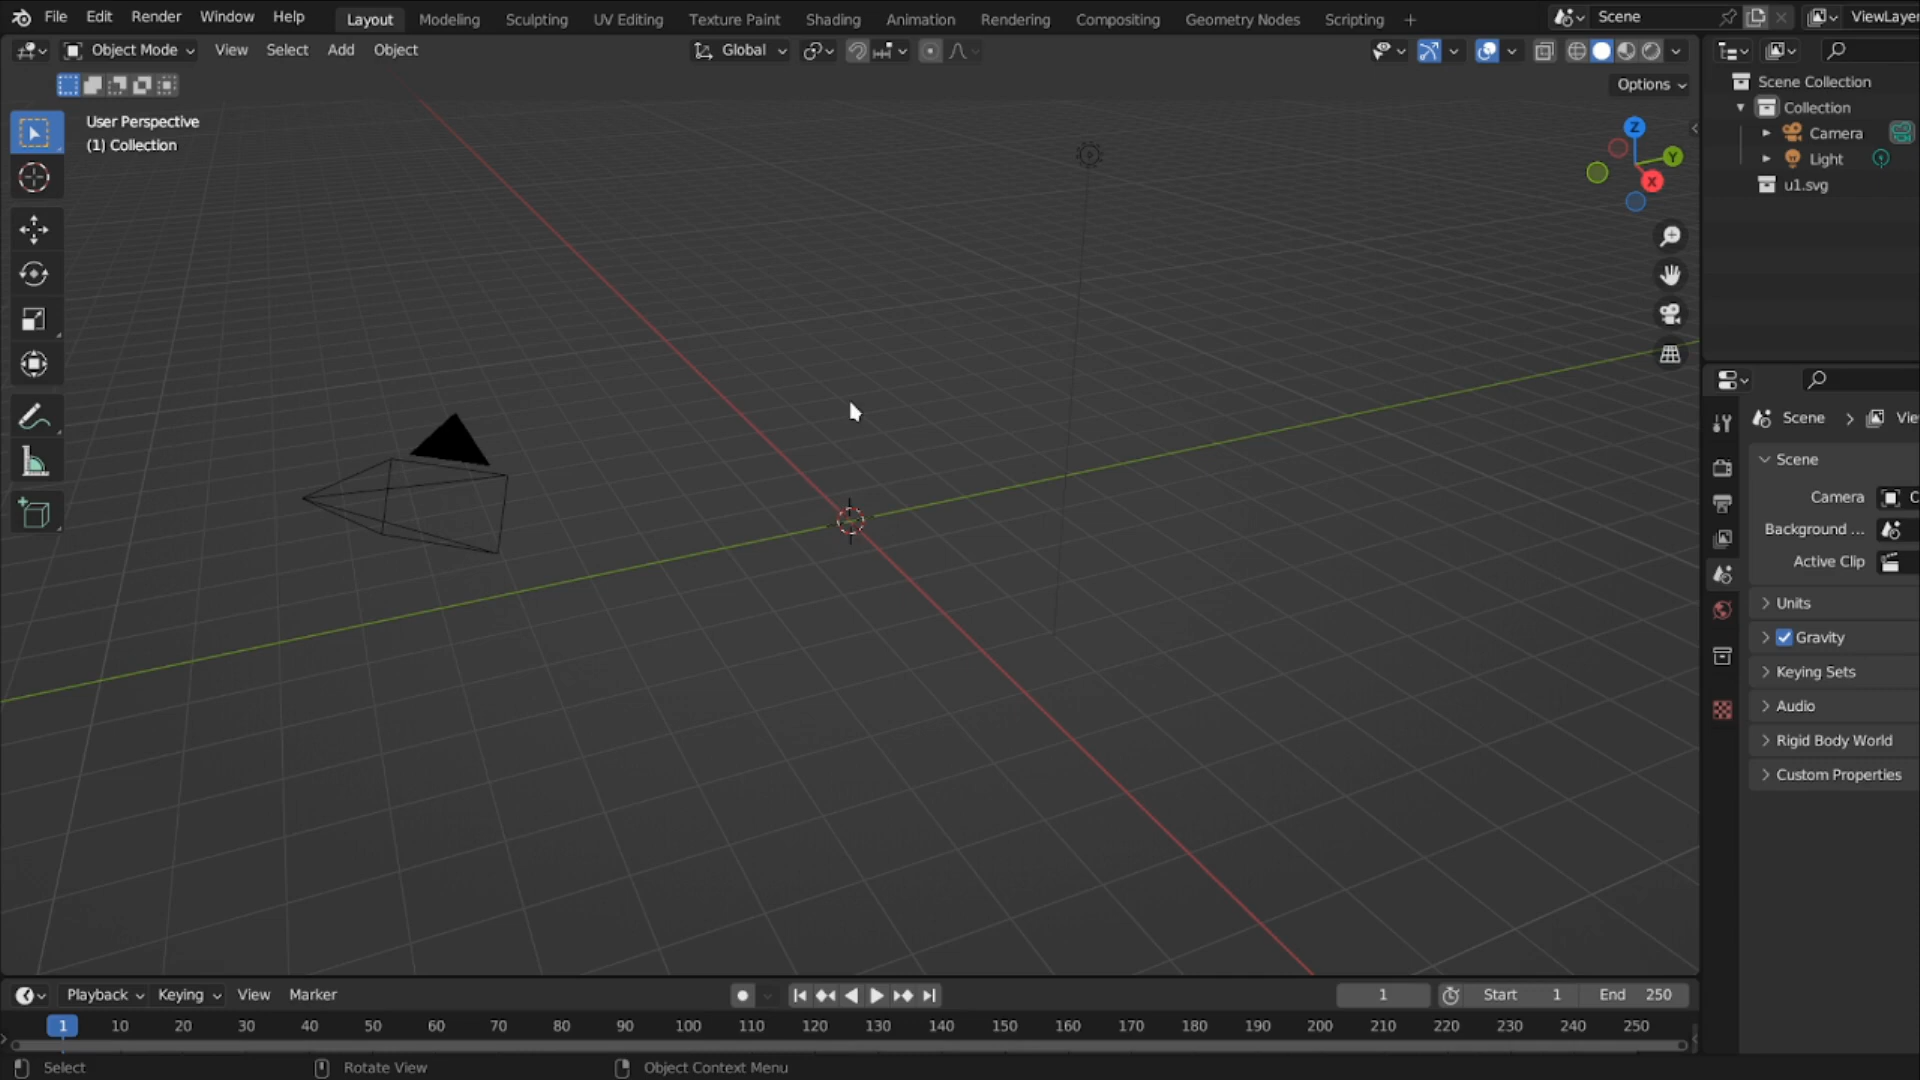 File Edit Render Window Help Layout Modeling Sculpting UV Editing Texture Paint Shading Animation Rendering Compositing Geometry Nodes Scripting + Scene ViewLayer
Object Mode View Select Add Object Global
Options
User Perspective
(1) Collection
Z
Y
X
Scene Collection
Collection
Camera
Light
u1.svg
Scene > Vie
Scene
Camera C
Background ...
Active Clip
Units
Gravity
Keying Sets
Audio
Rigid Body World
Custom Properties
Playback Keying View Marker 1 Start 1 End 250
1 10 20 30 40 50 60 70 80 90 100 110 120 130 140 150 160 170 180 190 200 210 220 230 240 250
Select Rotate View Object Context Menu